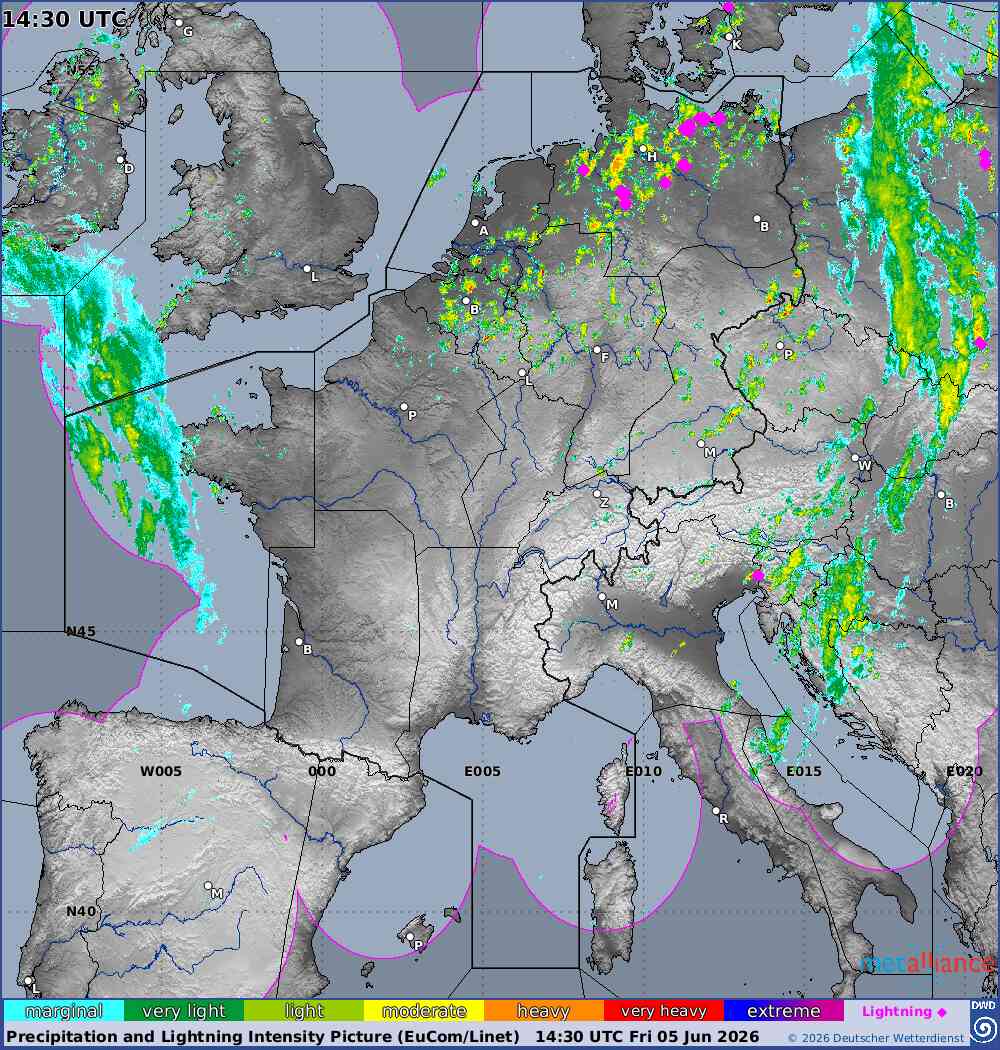 14:30 UTC
G
K
N55
H
D
A
B
L
B
F
P
L
P
M
W
Z
B
M
N45
B
W005
000
E005
E010
E015
E020
R
M
N40
P
L
metalliance
marginal
very light
light
moderate
heavy
very heavy
extreme
Lightning ◆
DWD
Precipitation and Lightning Intensity Picture (EuCom/Linet) 14:30 UTC Fri 05 Jun 2026
© 2026 Deutscher Wetterdienst